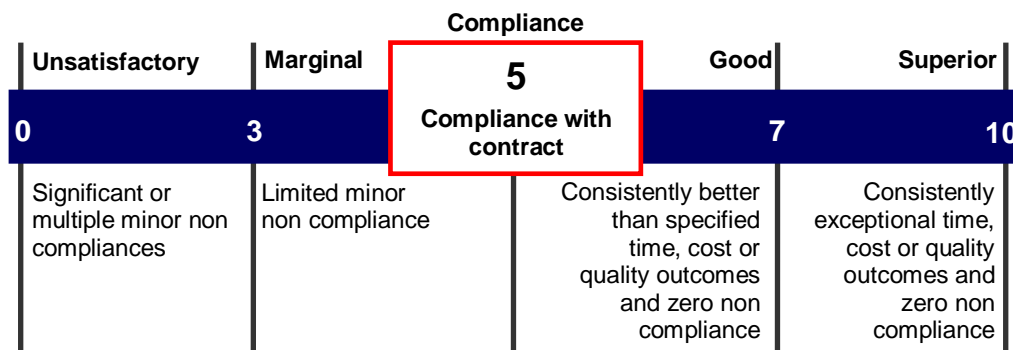 Compliance
Unsatisfactory
Marginal
Good
Superior
0
3
5
Compliance with
contract
7
10
Significant or
multiple minor non
compliances
Limited minor
non compliance
Consistently better
than specified
time, cost or
quality outcomes
and zero non
compliance
Consistently
exceptional time,
cost or quality
outcomes and
zero non
compliance